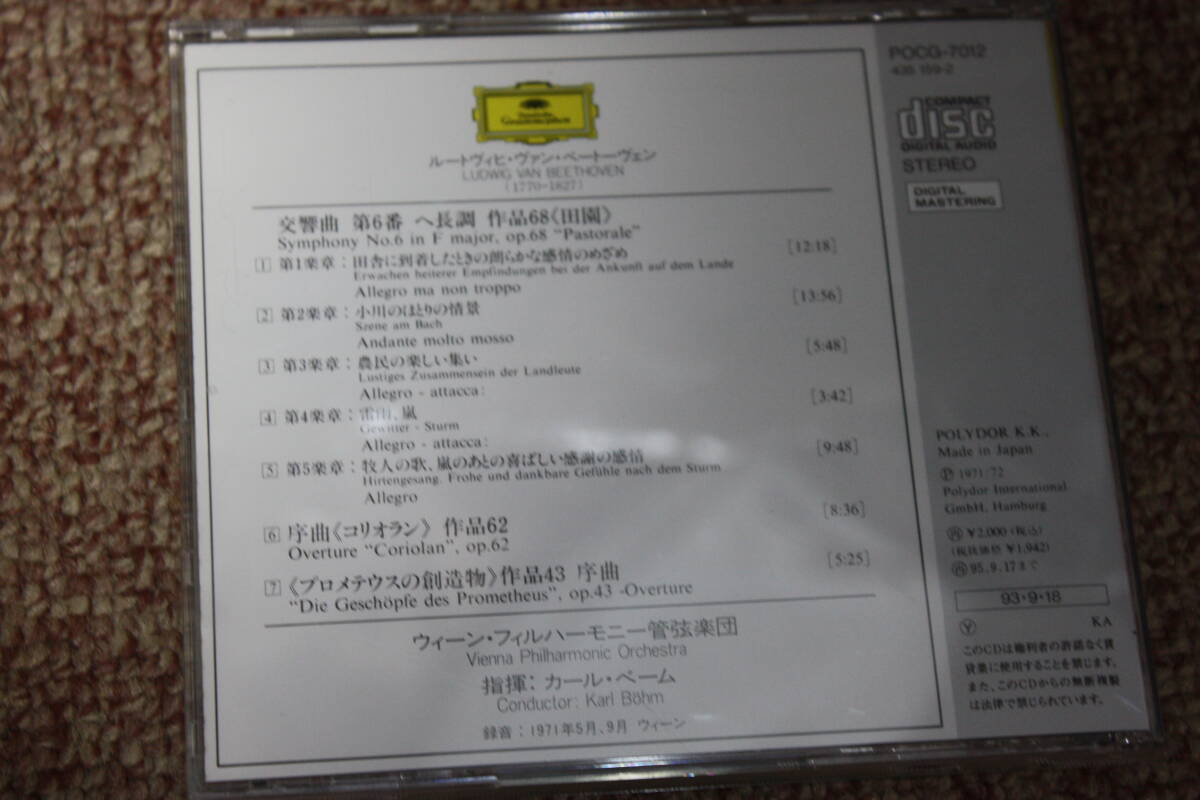 Deutsche
Grammophon
ルートヴィヒ・ヴァン・ベートーヴェン
LUDWIG VAN BEETHOVEN
(1770-1827)
交響曲 第6番 ヘ長調 作品68《田園》
Symphony No.6 in F major, op.68 “Pastorale”
1 第1楽章：田舎に到着したときの朗らかな感情のめざめ [12:18]
Erwachen heiterer Empfindungen bei der Ankunft auf dem Lande
Allegro ma non troppo
2 第2楽章：小川のほとりの情景 [13:56]
Szene am Bach
Andante molto mosso
3 第3楽章：農民の楽しい集い [5:48]
Lustiges Zusammensein der Landleute
Allegro - attacca:
4 第4楽章：雷雨、嵐 [3:42]
Gewitter - Sturm
Allegro - attacca:
5 第5楽章：牧人の歌、嵐のあとの喜ばしい感謝の感情 [9:48]
Hirtengesang. Frohe und dankbare Gefühle nach dem Sturm
Allegro
6 序曲《コリオラン》 作品62 [8:36]
Overture “Coriolan”, op.62
7 《プロメテウスの創造物》作品43 序曲 [5:25]
“Die Geschöpfe des Prometheus”, op.43 -Overture
ウィーン・フィルハーモニー管弦楽団
Vienna Philharmonic Orchestra
指揮：カール・ベーム
Conductor: Karl Böhm
録音：1971年5月、9月 ウィーン
POCG-7012
435 159-2
COMPACT
disc
DIGITAL AUDIO
STEREO
DIGITAL
MASTERING
POLYDOR K.K.,
Made in Japan
Ⓟ 1971/72
Polydor International
GmbH, Hamburg
㋐ ¥2,000 (税込)
(税抜価格 ¥1,942)
㋐ 95.9.17まで
93・9・18
Ⓨ KA
このCDは権利者の許諾なく賃
貸業に使用することを禁じます。
また、このCDからの無断複製
は法律で禁じられています。